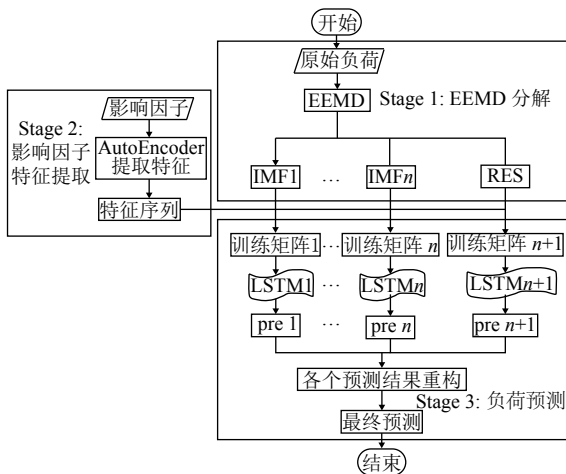 开始
原始负荷
EEMD
Stage 1: EEMD 分解
IMF1 … IMFn RES
影响因子
Stage 2:
影响因子
特征提取
AutoEncoder
提取特征
特征序列
训练矩阵1 … 训练矩阵 n 训练矩阵 n+1
LSTM1 … LSTMn LSTMn+1
pre 1 … pre n pre n+1
各个预测结果重构
Stage 3: 负荷预测
最终预测
结束